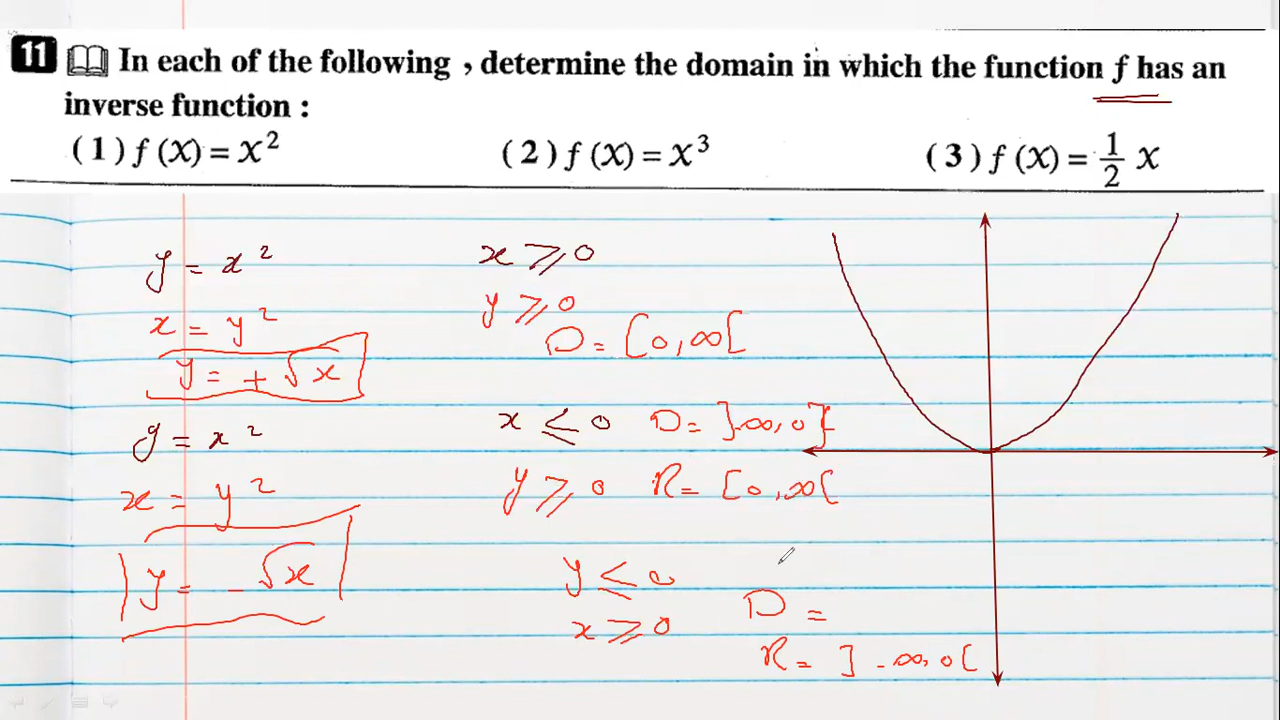 11 In each of the following , determine the domain in which the function f has an
inverse function :
(1) f (X) = X² (2) f (X) = X³ (3) f (X) = 1/2 X
y = x² x ⩾ 0
y ⩾ 0
x = y²
D = [0, ∞[
y = + √x
y = x² x ⩽ 0 D = ]-∞, 0]
x = y² y ⩾ 0 R = [0, ∞[
y = - √x y ⩽ 0
D =
x ⩾ 0
R = ] -∞, 0[